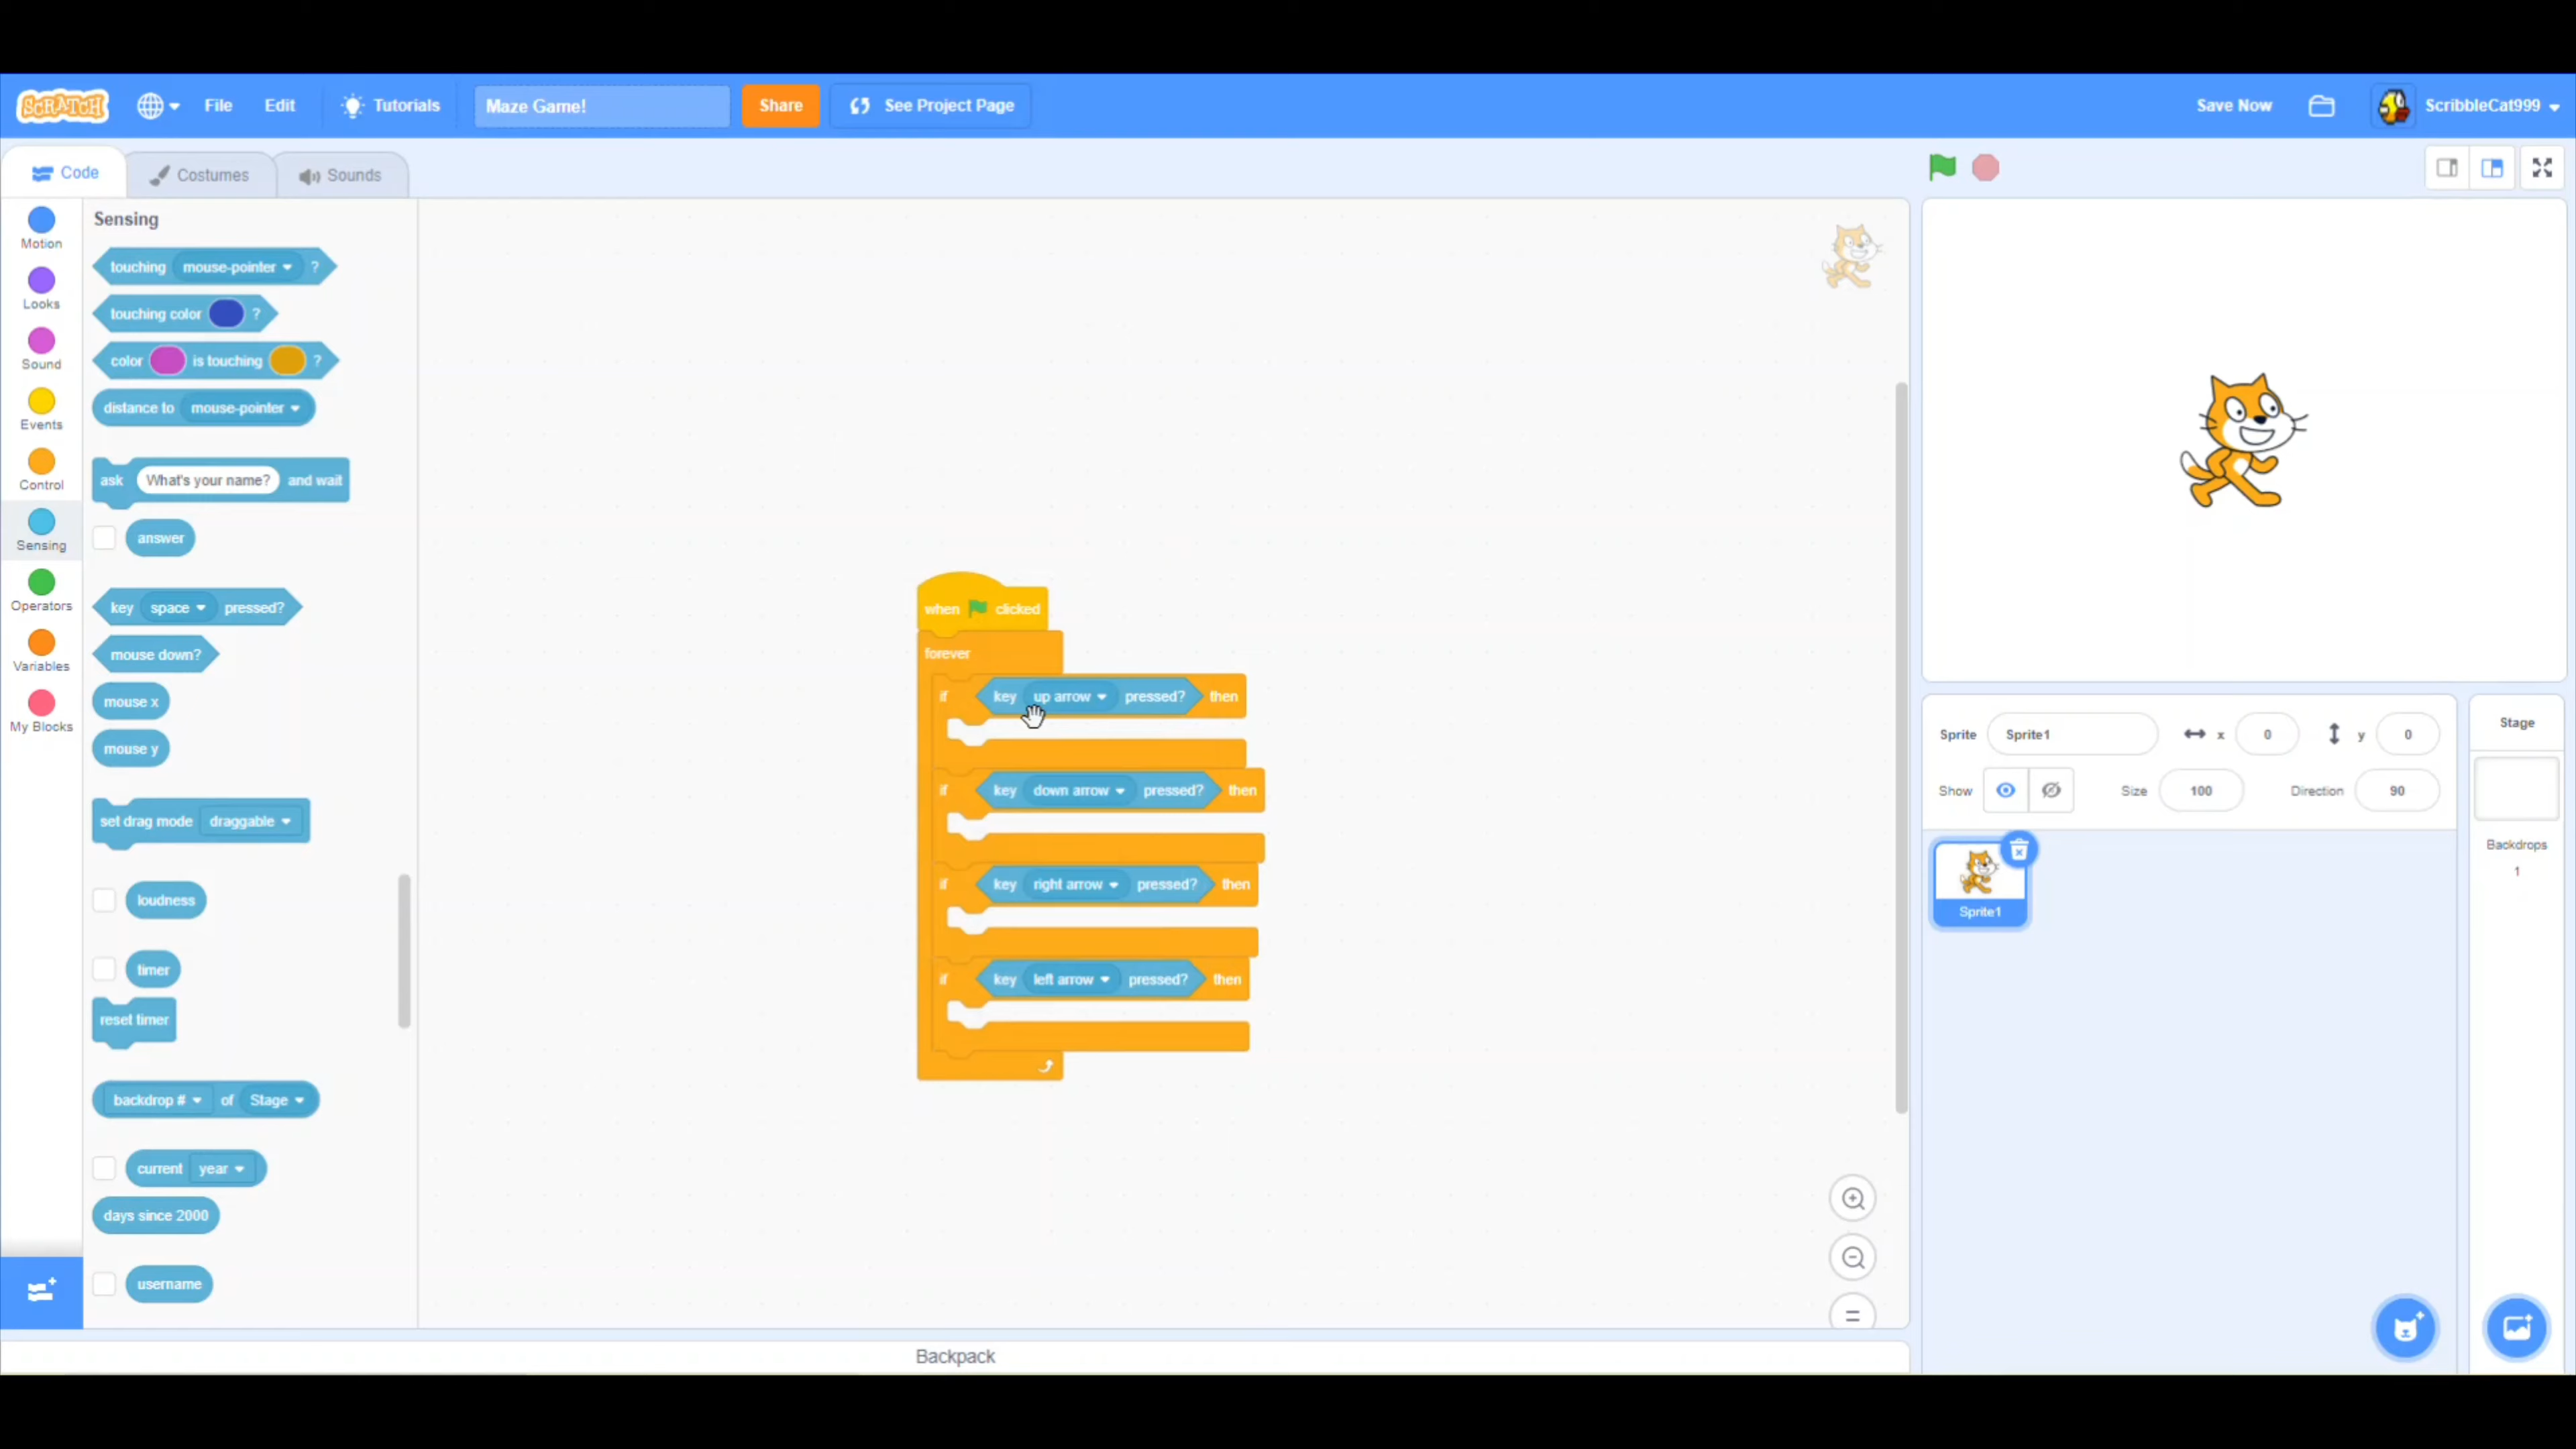 SCRATCH File Edit Tutorials Maze Game! Share See Project Page Save Now ScribbleCat999
Code Costumes Sounds
Motion
Looks
Sound
Events
Control
Sensing
Operators
Variables
My Blocks
Sensing
touching mouse-pointer ?
touching color ?
color is touching ?
distance to mouse-pointer
ask What's your name? and wait
answer
key space pressed?
mouse down?
mouse x
mouse y
set drag mode draggable
loudness
timer
reset timer
backdrop # of Stage
current year
days since 2000
username
when clicked
forever
if key up arrow pressed? then
if key down arrow pressed? then
if key right arrow pressed? then
if key left arrow pressed? then
Sprite Sprite1 x 0 y 0
Show Size 100 Direction 90
Sprite1
Stage
Backdrops
1
Backpack